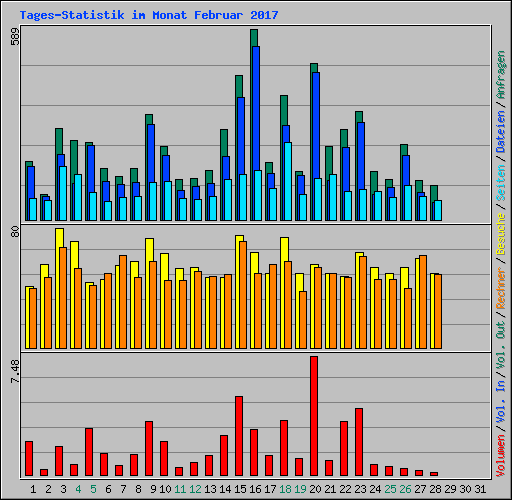 Tages-Statistik im Monat Februar 2017
589
80
7.48
Volumen / Vol. In / Vol. Out / Rechner / Besuche / Seiten / Dateien / Anfragen
1 2 3 4 5 6 7 8 9 10 11 12 13 14 15 16 17 18 19 20 21 22 23 24 25 26 27 28 29 30 31